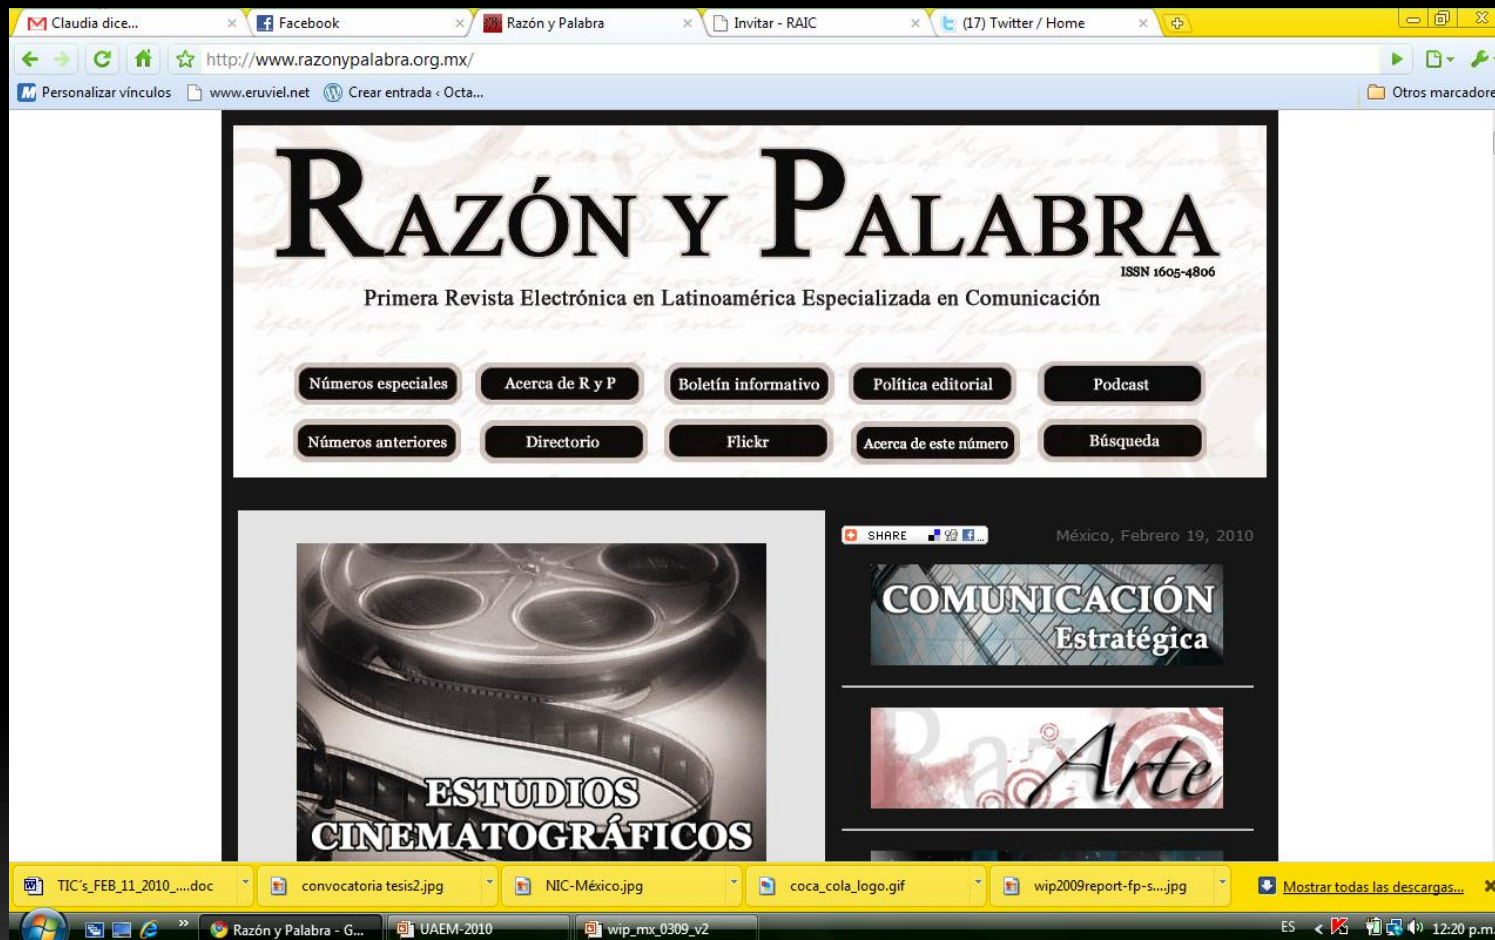 Claudia dice...
Facebook
Razón y Palabra
Invitar - RAIC
(17) Twitter / Home
http://www.razonypalabra.org.mx/
Personalizar vínculos
www.eruviel.net
Crear entrada ‹ Octa...
Otros marcadore
RAZÓN Y PALABRA
ISSN 1605-4806
Primera Revista Electrónica en Latinoamérica Especializada en Comunicación
Números especiales
Acerca de R y P
Boletín informativo
Política editorial
Podcast
Números anteriores
Directorio
Flickr
Acerca de este número
Búsqueda
SHARE
México, Febrero 19, 2010
COMUNICACIÓN
Estratégica
Arte
ESTUDIOS
CINEMATOGRÁFICOS
TIC´s_FEB_11_2010_....doc
convocatoria tesis2.jpg
NIC-México.jpg
coca_cola_logo.gif
wip2009report-fp-s....jpg
Mostrar todas las descargas...
Razón y Palabra - G...
UAEM-2010
wip_mx_0309_v2
ES
12:20 p.m.